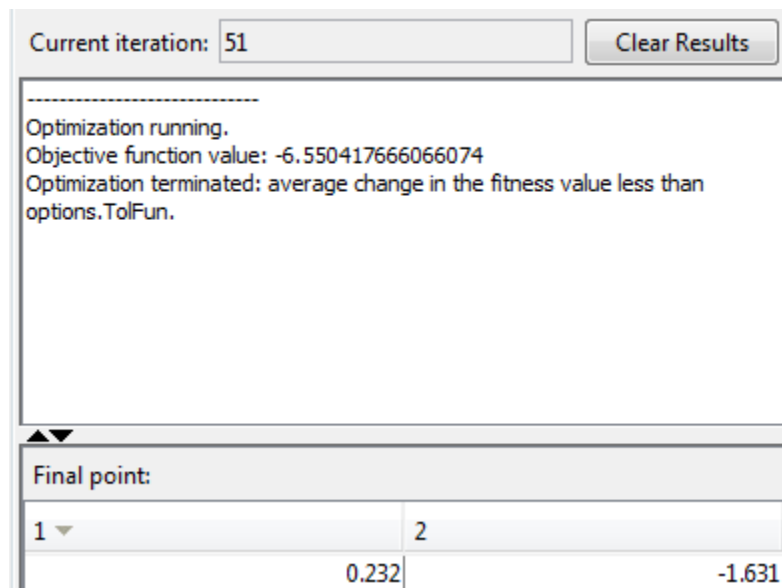 Current iteration: 51 Clear Results
------------------------------
Optimization running.
Objective function value: -6.550417666066074
Optimization terminated: average change in the fitness value less than
options.TolFun.
Final point:
1 2
0.232 -1.631